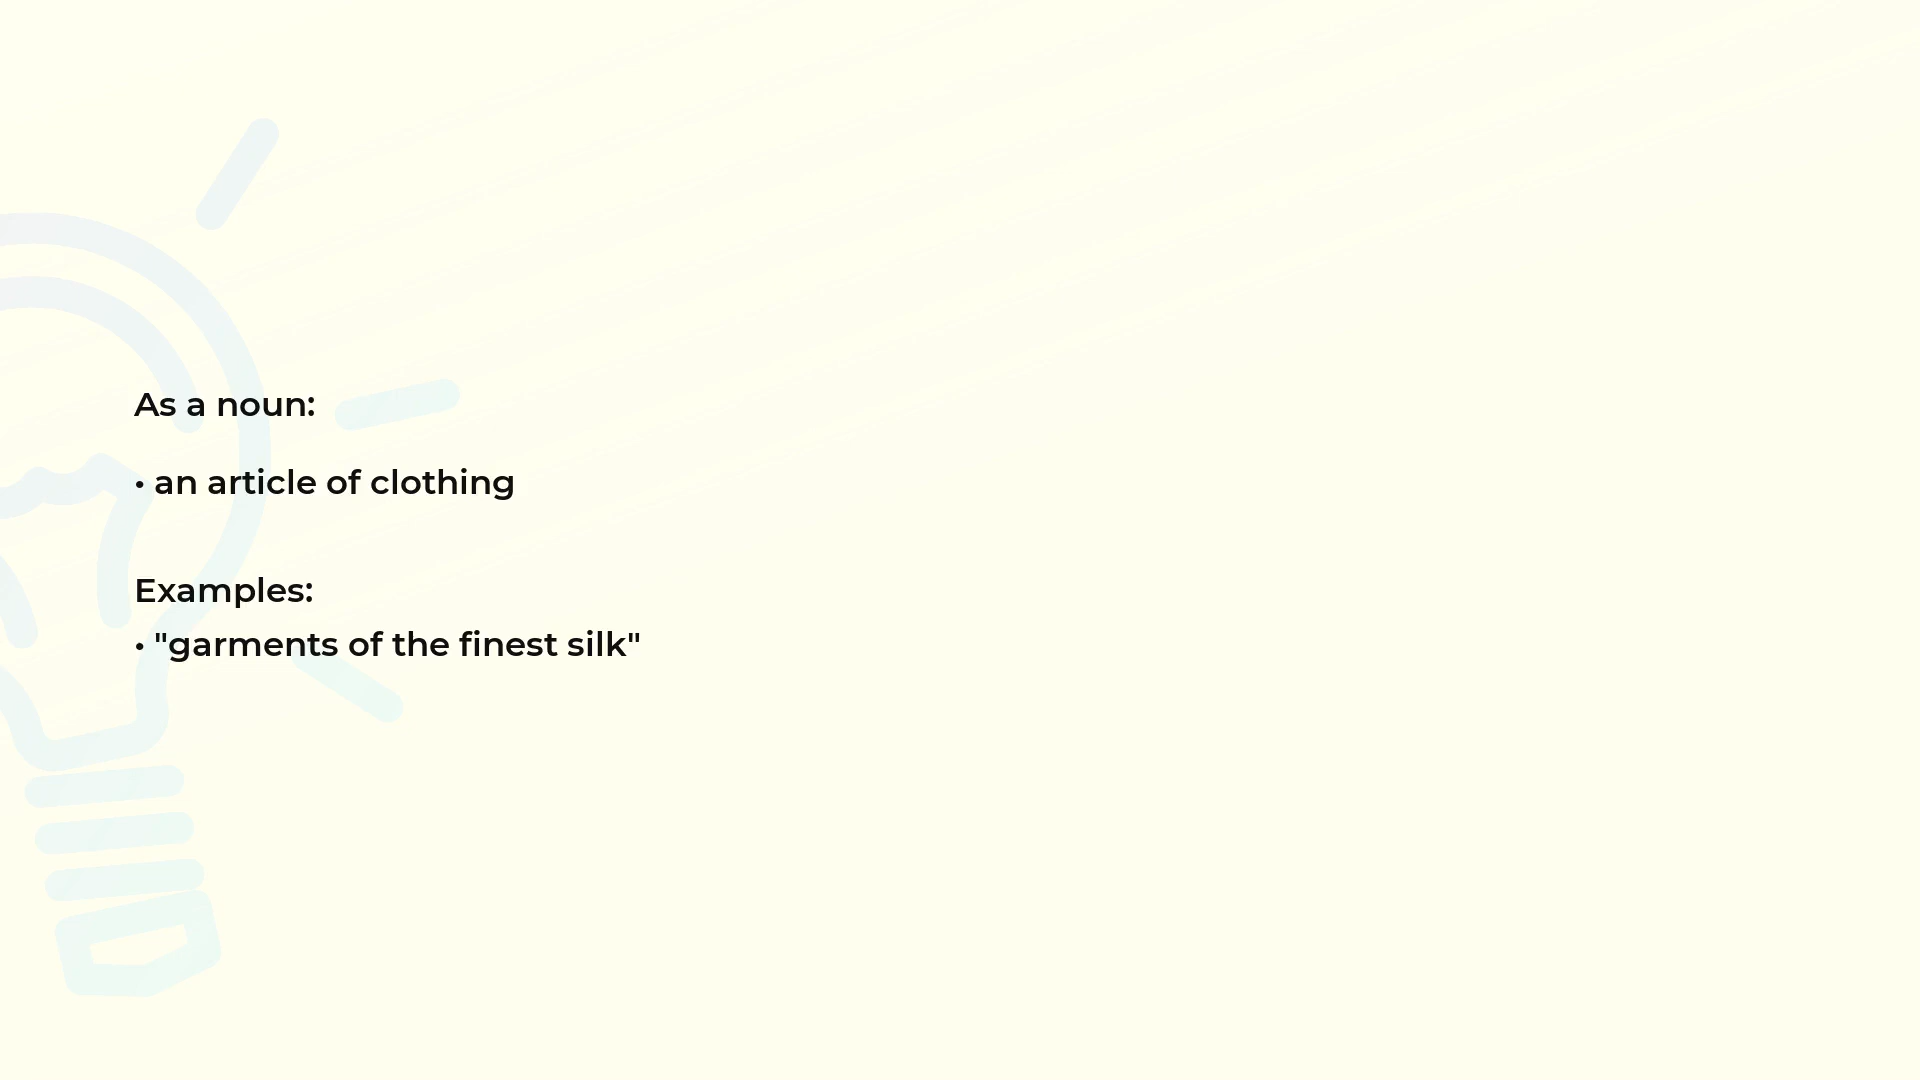 As a noun:
• an article of clothing
Examples:
• "garments of the finest silk"